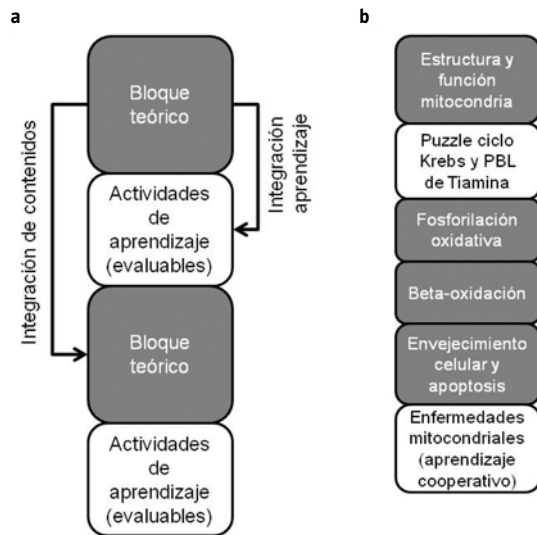 a
Bloque
teórico
Integración de contenidos
Integración
aprendizaje
Actividades
de
aprendizaje
(evaluables)
Bloque
teórico
Actividades
de
aprendizaje
(evaluables)
b
Estructura y
función
mitocondria
Puzzle ciclo
Krebs y PBL
de Tiamina
Fosforilación
oxidativa
Beta-oxidación
Envejecimiento
celular y
apoptosis
Enfermedades
mitocondriales
(aprendizaje
cooperativo)